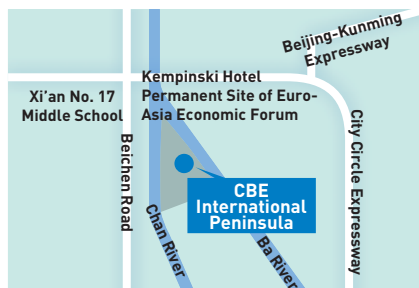 Beijing-Kunming
Expressway
Kempinski Hotel
Permanent Site of Euro-
Asia Economic Forum
Xi'an No. 17
Middle School
Beichen Road
City Circle Expressway
CBE
International
Peninsula
Chan River
Ba River